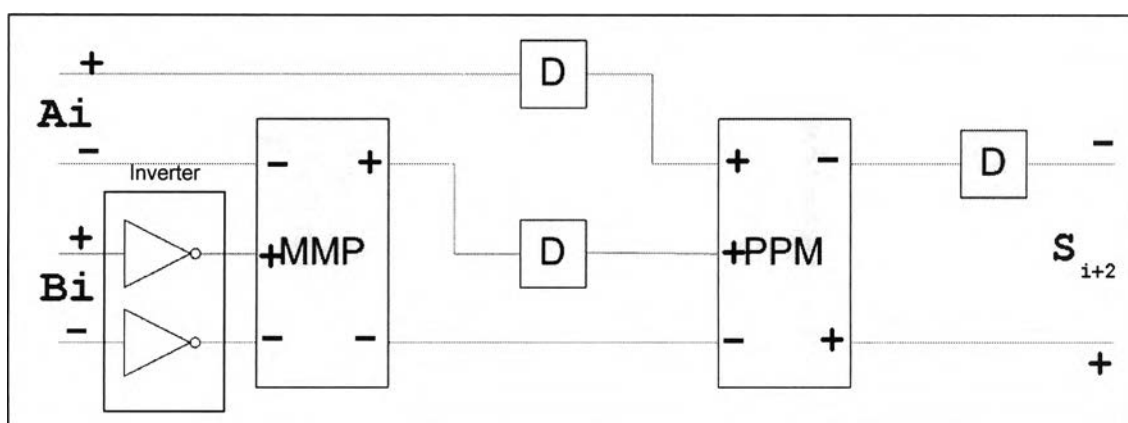 +
D
Ai
-
- +
+ -
D
-
Inverter
+
+
MMP
D
+
PPM
S i+2
Bi
-
- -
- +
+